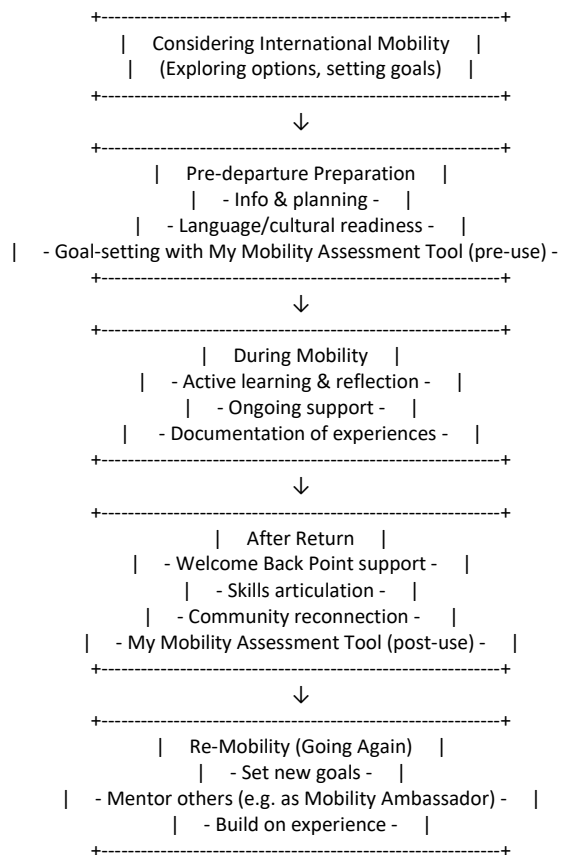 +-------------------------------------------------------------+
| Considering International Mobility |
| (Exploring options, setting goals) |
+-------------------------------------------------------------+
↓
+-------------------------------------------------------------+
| Pre-departure Preparation |
| - Info & planning - |
| - Language/cultural readiness - |
| - Goal-setting with My Mobility Assessment Tool (pre-use) -
+-------------------------------------------------------------+
↓
+-------------------------------------------------------------+
| During Mobility |
| - Active learning & reflection - |
| - Ongoing support - |
| - Documentation of experiences - |
+-------------------------------------------------------------+
↓
+-------------------------------------------------------------+
| After Return |
| - Welcome Back Point support - |
| - Skills articulation - |
| - Community reconnection - |
| - My Mobility Assessment Tool (post-use) - |
+-------------------------------------------------------------+
↓
+-------------------------------------------------------------+
| Re-Mobility (Going Again) |
| - Set new goals - |
| - Mentor others (e.g. as Mobility Ambassador) - |
| - Build on experience - |
+-------------------------------------------------------------+